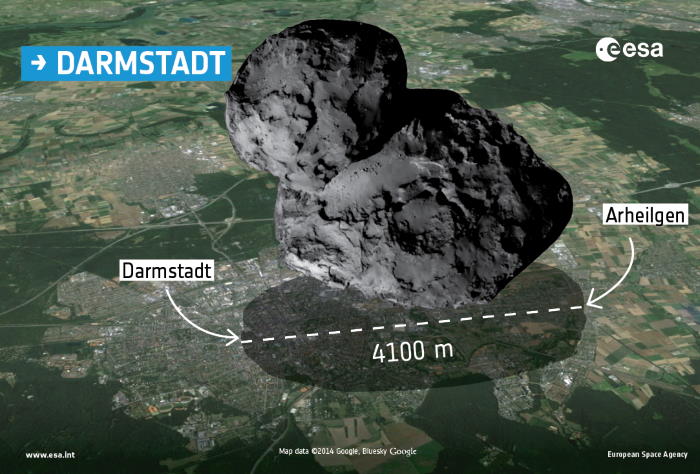 → DARMSTADT
esa
Arheilgen
Darmstadt
4100 m
www.esa.int
Map data ©2014 Google, Bluesky Google
European Space Agency